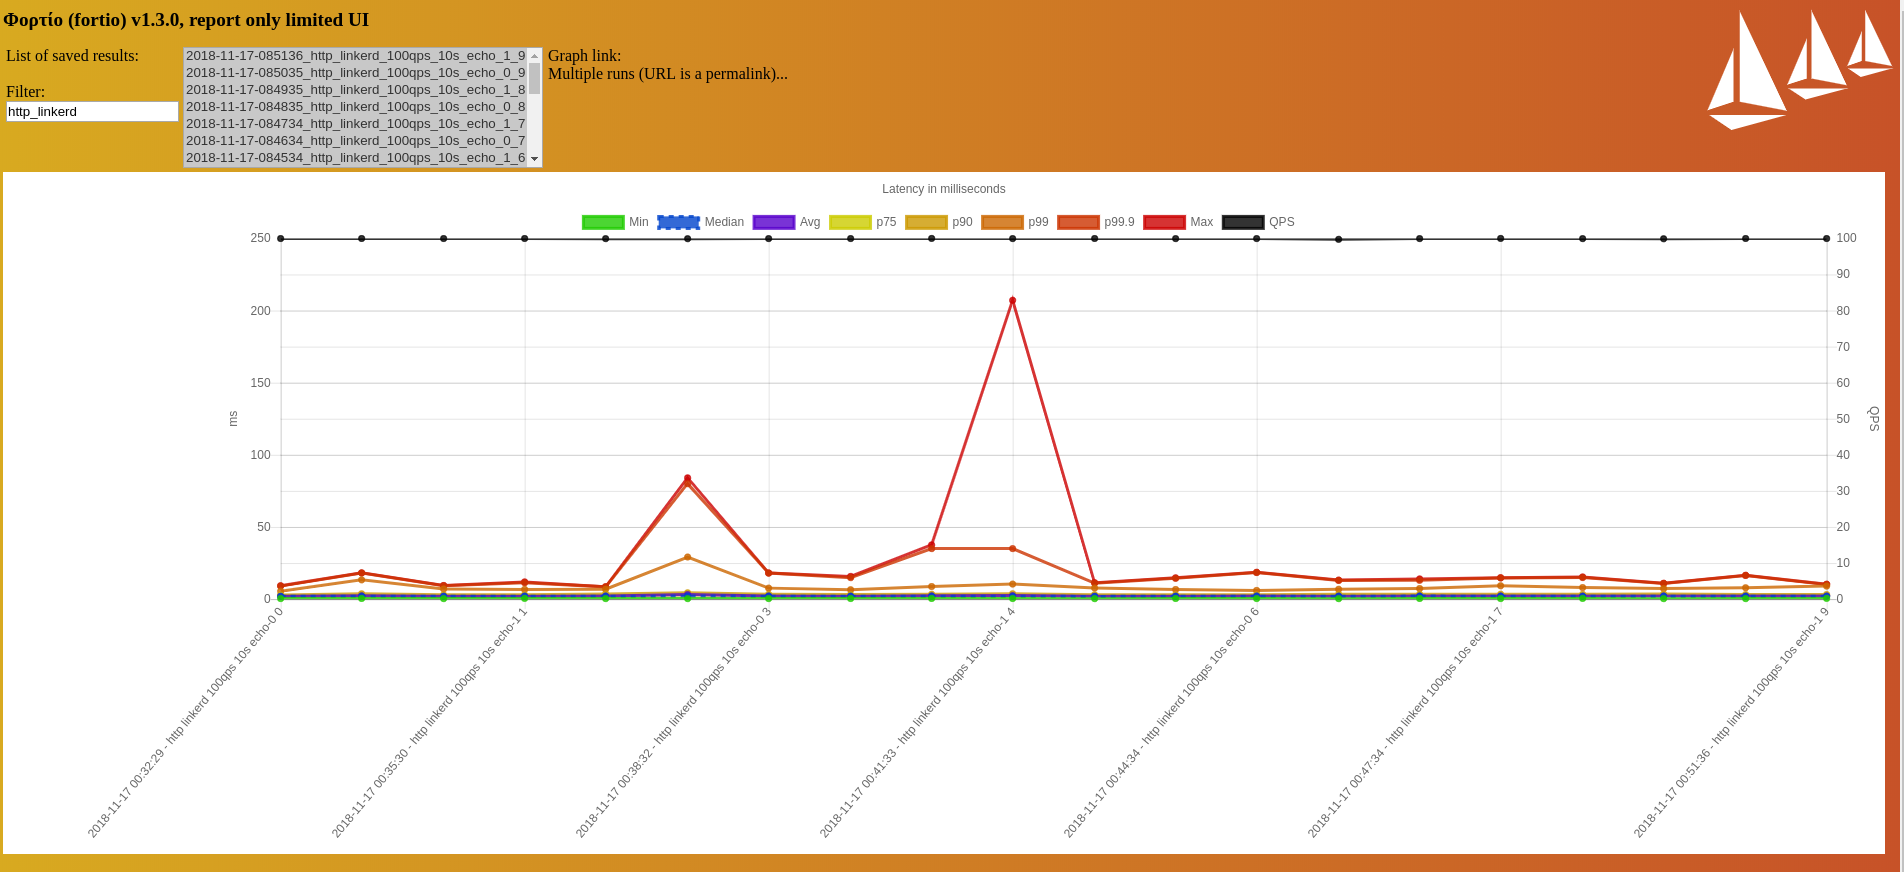 Φορτίο (fortio) v1.3.0, report only limited UI
List of saved results:
Filter:
http_linkerd
2018-11-17-085136_http_linkerd_100qps_10s_echo_1_9
2018-11-17-085035_http_linkerd_100qps_10s_echo_0_9
2018-11-17-084935_http_linkerd_100qps_10s_echo_1_8
2018-11-17-084835_http_linkerd_100qps_10s_echo_0_8
2018-11-17-084734_http_linkerd_100qps_10s_echo_1_7
2018-11-17-084634_http_linkerd_100qps_10s_echo_0_7
2018-11-17-084534_http_linkerd_100qps_10s_echo_1_6
Graph link:
Multiple runs (URL is a permalink)...
Latency in milliseconds
Min Median Avg p75 p90 p99 p99.9 Max QPS
250
200
150
100
50
0
ms
100
90
80
70
60
50
40
30
20
10
0
QPS
2018-11-17 00:32:29 - http linkerd 100qps 10s echo-0 0
2018-11-17 00:35:30 - http linkerd 100qps 10s echo-1 1
2018-11-17 00:38:32 - http linkerd 100qps 10s echo-0 3
2018-11-17 00:41:33 - http linkerd 100qps 10s echo-1 4
2018-11-17 00:44:34 - http linkerd 100qps 10s echo-0 6
2018-11-17 00:47:34 - http linkerd 100qps 10s echo-1 7
2018-11-17 00:51:36 - http linkerd 100qps 10s echo-1 9